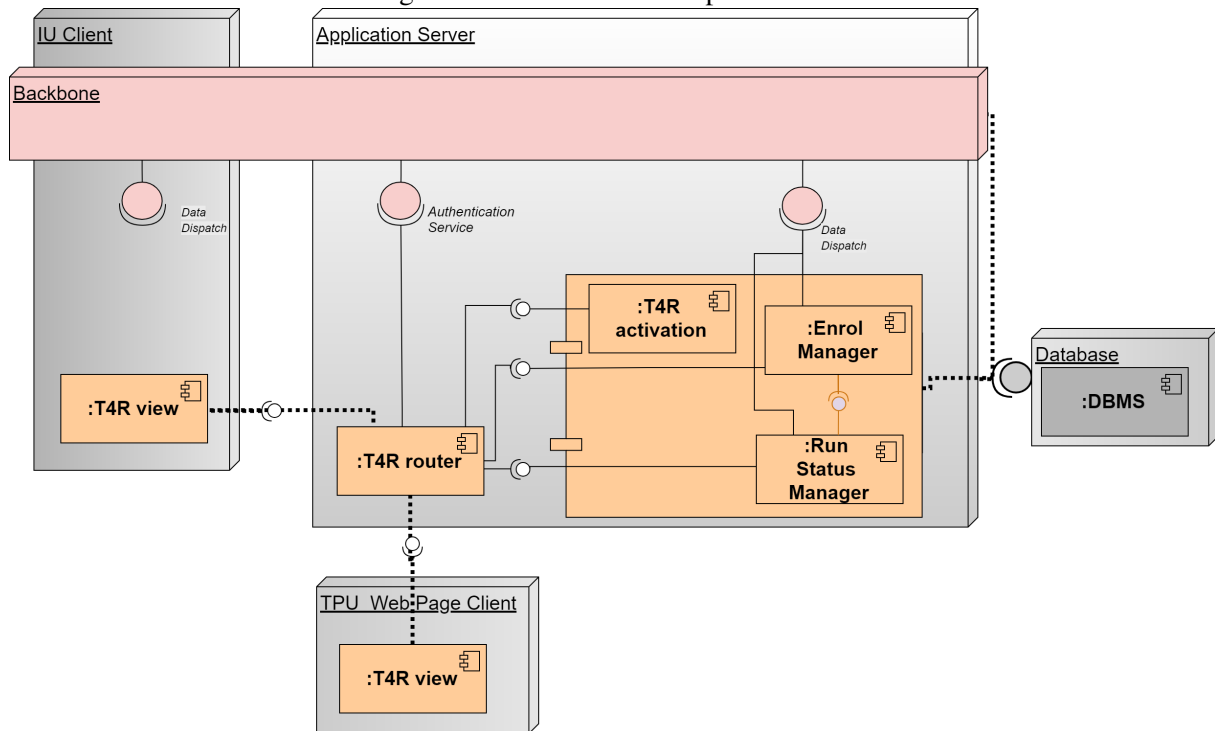 IU Client
Application Server
Backbone
Data
Dispatch
Authentication
Service
Data
Dispatch
:T4R
activation
:Enrol
Manager
Database
:DBMS
:T4R view
:T4R router
:Run
Status
Manager
TPU Web Page Client
:T4R view